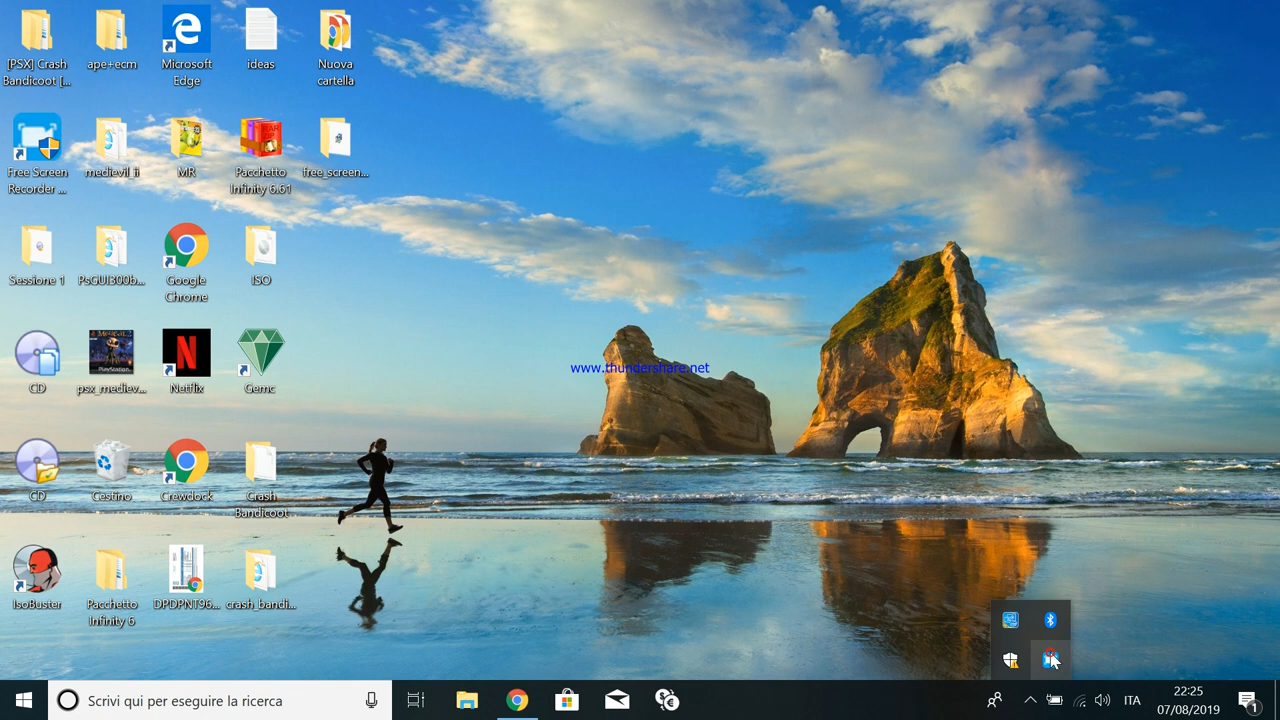 [PSX] Crash
Bandicoot [...
ape+ecm
Microsoft
Edge
ideas
Nuova
cartella
Free Screen
Recorder ...
medievil_ii
MR
Pacchetto
Infinity 6.61
free_screen...
Sessione 1
PsGUI300b...
Google
Chrome
ISO
CD
psx_mediev...
Netflix
Gemc
www.thundershare.net
CD
Cestino
Crewdock
Crash
Bandicoot
IsoBuster
Pacchetto
Infinity 6
DPDPNT96...
crash_bandi...
Scrivi qui per eseguire la ricerca
ITA
22:25
07/08/2019
1